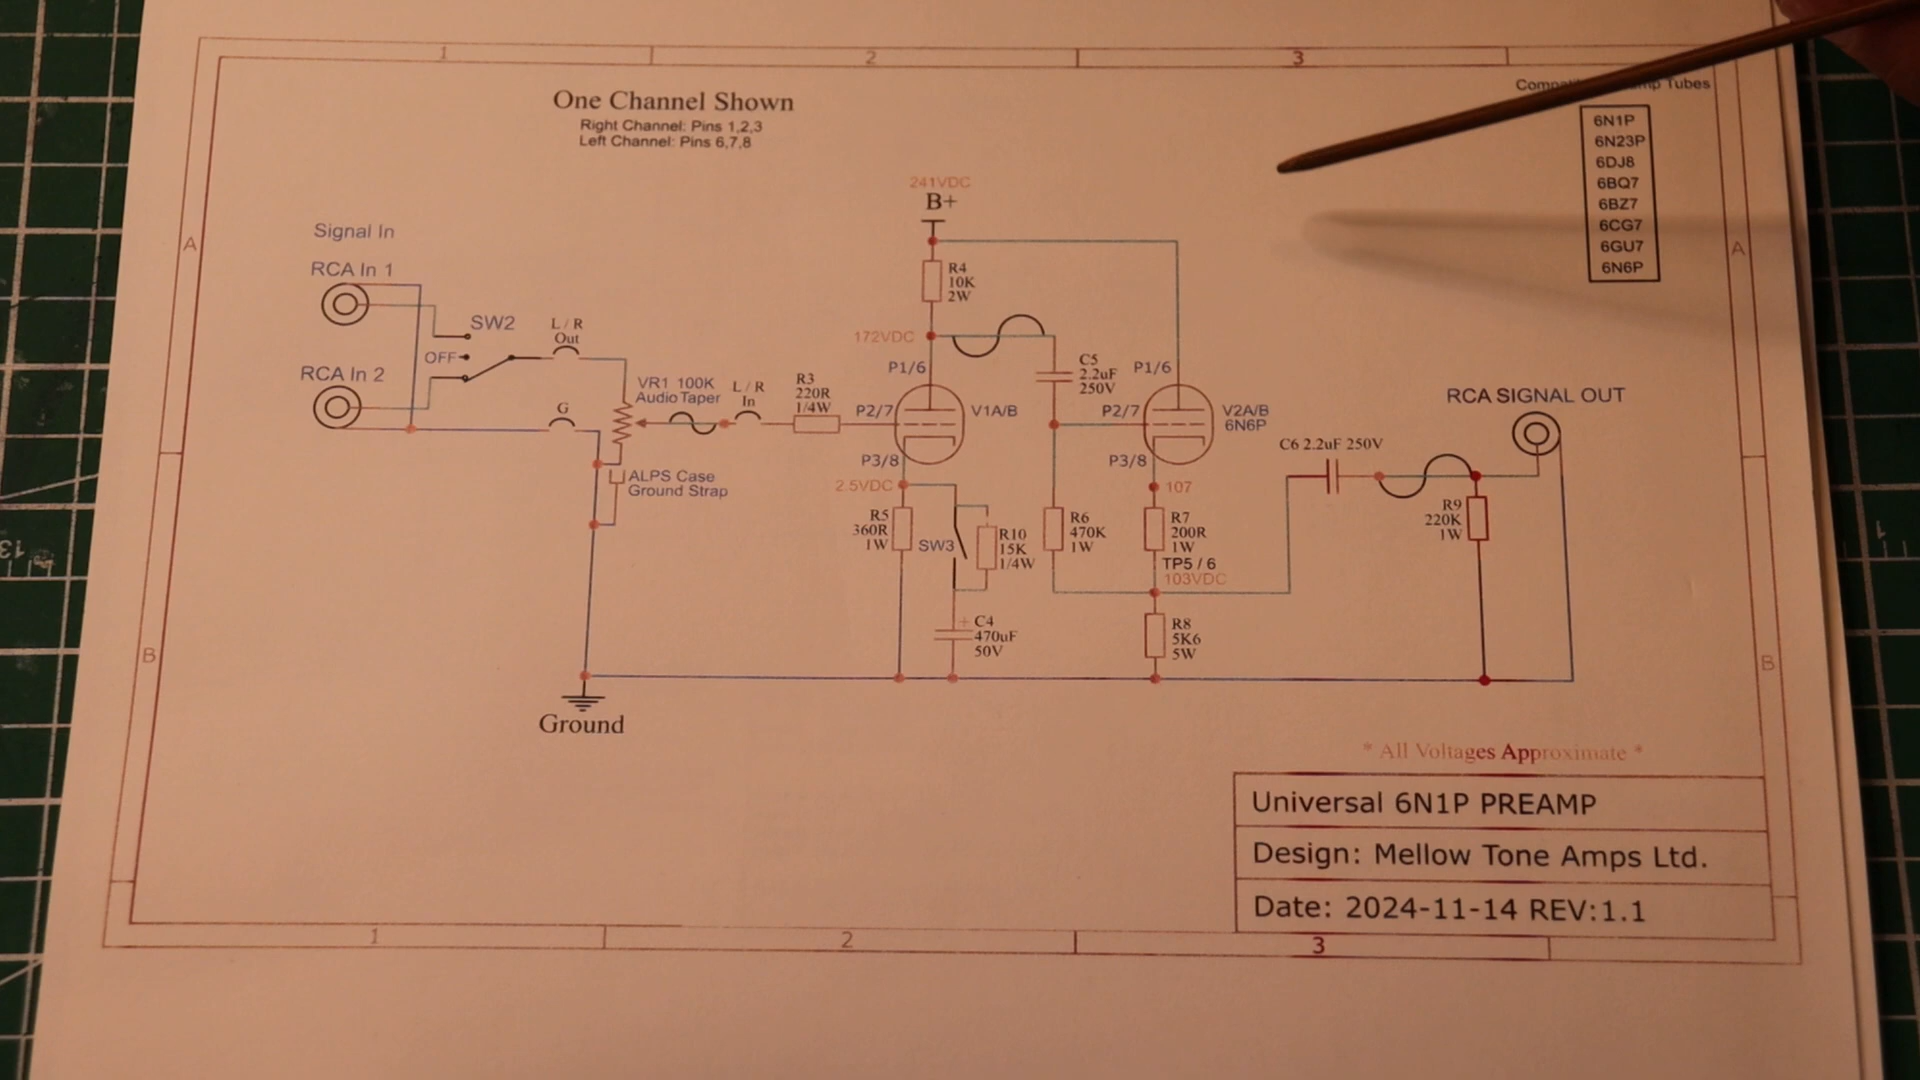 1
2
3
One Channel Shown
Right Channel: Pins 1,2,3
Left Channel: Pins 6,7,8
Tubes
6N1P
6N23P
6DJ8
6BQ7
6BZ7
6CG7
6GU7
6N6P
A
A
241VDC
B+
Signal In
RCA In 1
SW2
OFF
RCA In 2
L / R
Out
G
VR1 100K
Audio Taper
L / R
In
R3
220R
1/4W
R4
10K
2W
172VDC
P1/6
P2/7
V1A/B
P3/8
2.5VDC
C5
2.2uF
250V
P1/6
P2/7
V2A/B
6N6P
P3/8
107
RCA SIGNAL OUT
C6 2.2uF 250V
ALPS Case
Ground Strap
R5
360R
1W
SW3
R10
15K
1/4W
R6
470K
1W
R7
200R
1W
TP5 / 6
103VDC
R9
220K
1W
+ C4
470uF
50V
R8
5K6
5W
B
B
Ground
* All Voltages Approximate *
Universal 6N1P PREAMP
Design: Mellow Tone Amps Ltd.
Date: 2024-11-14 REV:1.1
1
2
3
13
1